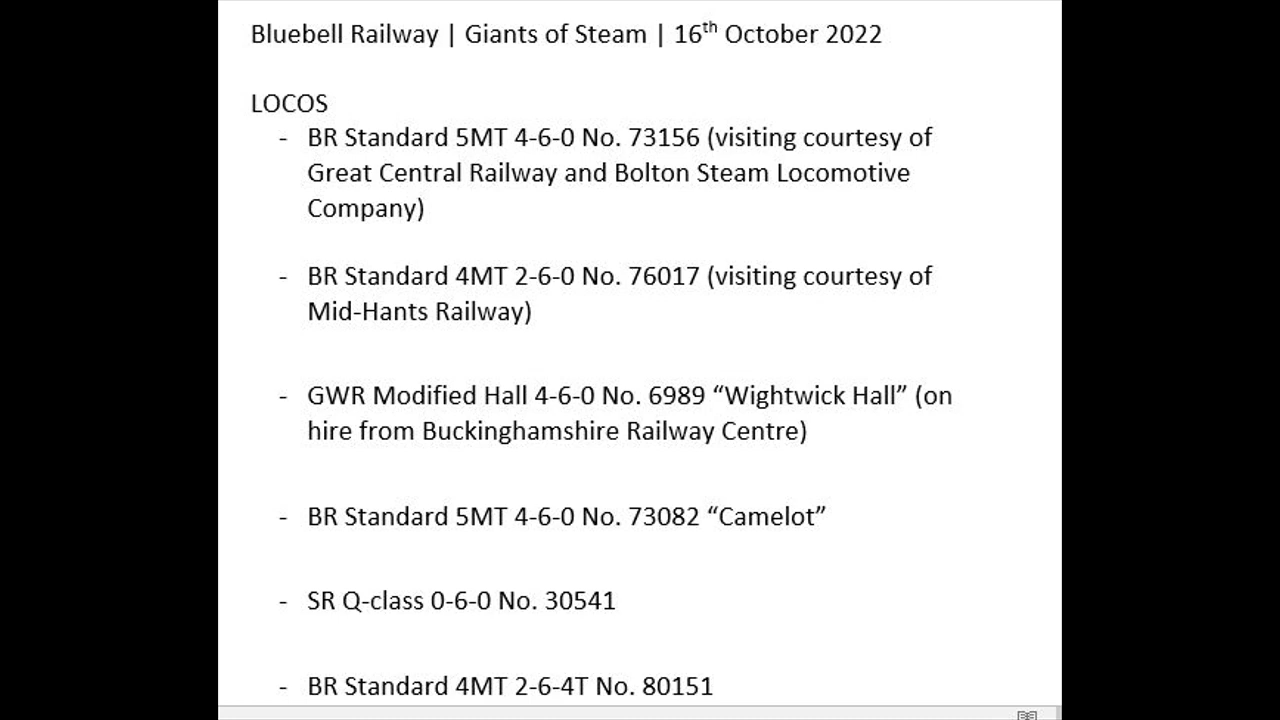 Bluebell Railway | Giants of Steam | 16th October 2022
LOCOS
- BR Standard 5MT 4-6-0 No. 73156 (visiting courtesy of
Great Central Railway and Bolton Steam Locomotive
Company)
- BR Standard 4MT 2-6-0 No. 76017 (visiting courtesy of
Mid-Hants Railway)
- GWR Modified Hall 4-6-0 No. 6989 “Wightwick Hall” (on
hire from Buckinghamshire Railway Centre)
- BR Standard 5MT 4-6-0 No. 73082 “Camelot”
- SR Q-class 0-6-0 No. 30541
- BR Standard 4MT 2-6-4T No. 80151